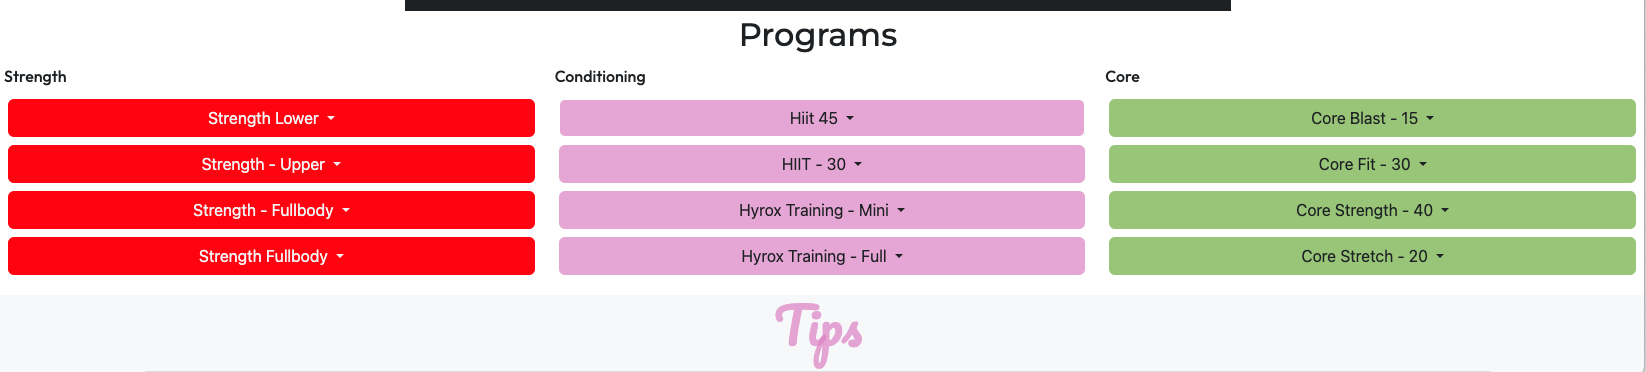 Programs
Strength
Conditioning
Core
Strength Lower
Hiit 45
Core Blast - 15
Strength - Upper
HIIT - 30
Core Fit - 30
Strength - Fullbody
Hyrox Training - Mini
Core Strength - 40
Strength Fullbody
Hyrox Training - Full
Core Stretch - 20
Tips